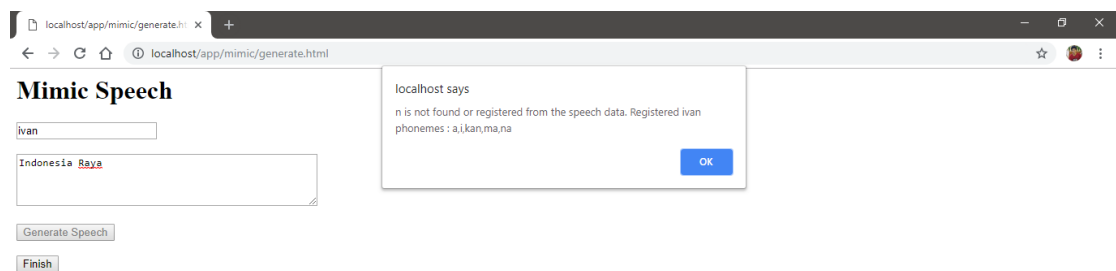 localhost/app/mimic/generate.h
localhost/app/mimic/generate.html
Mimic Speech
ivan
Indonesia Raya
Generate Speech
Finish
localhost says
n is not found or registered from the speech data. Registered ivan
phonemes : a,i,kan,ma,na
OK